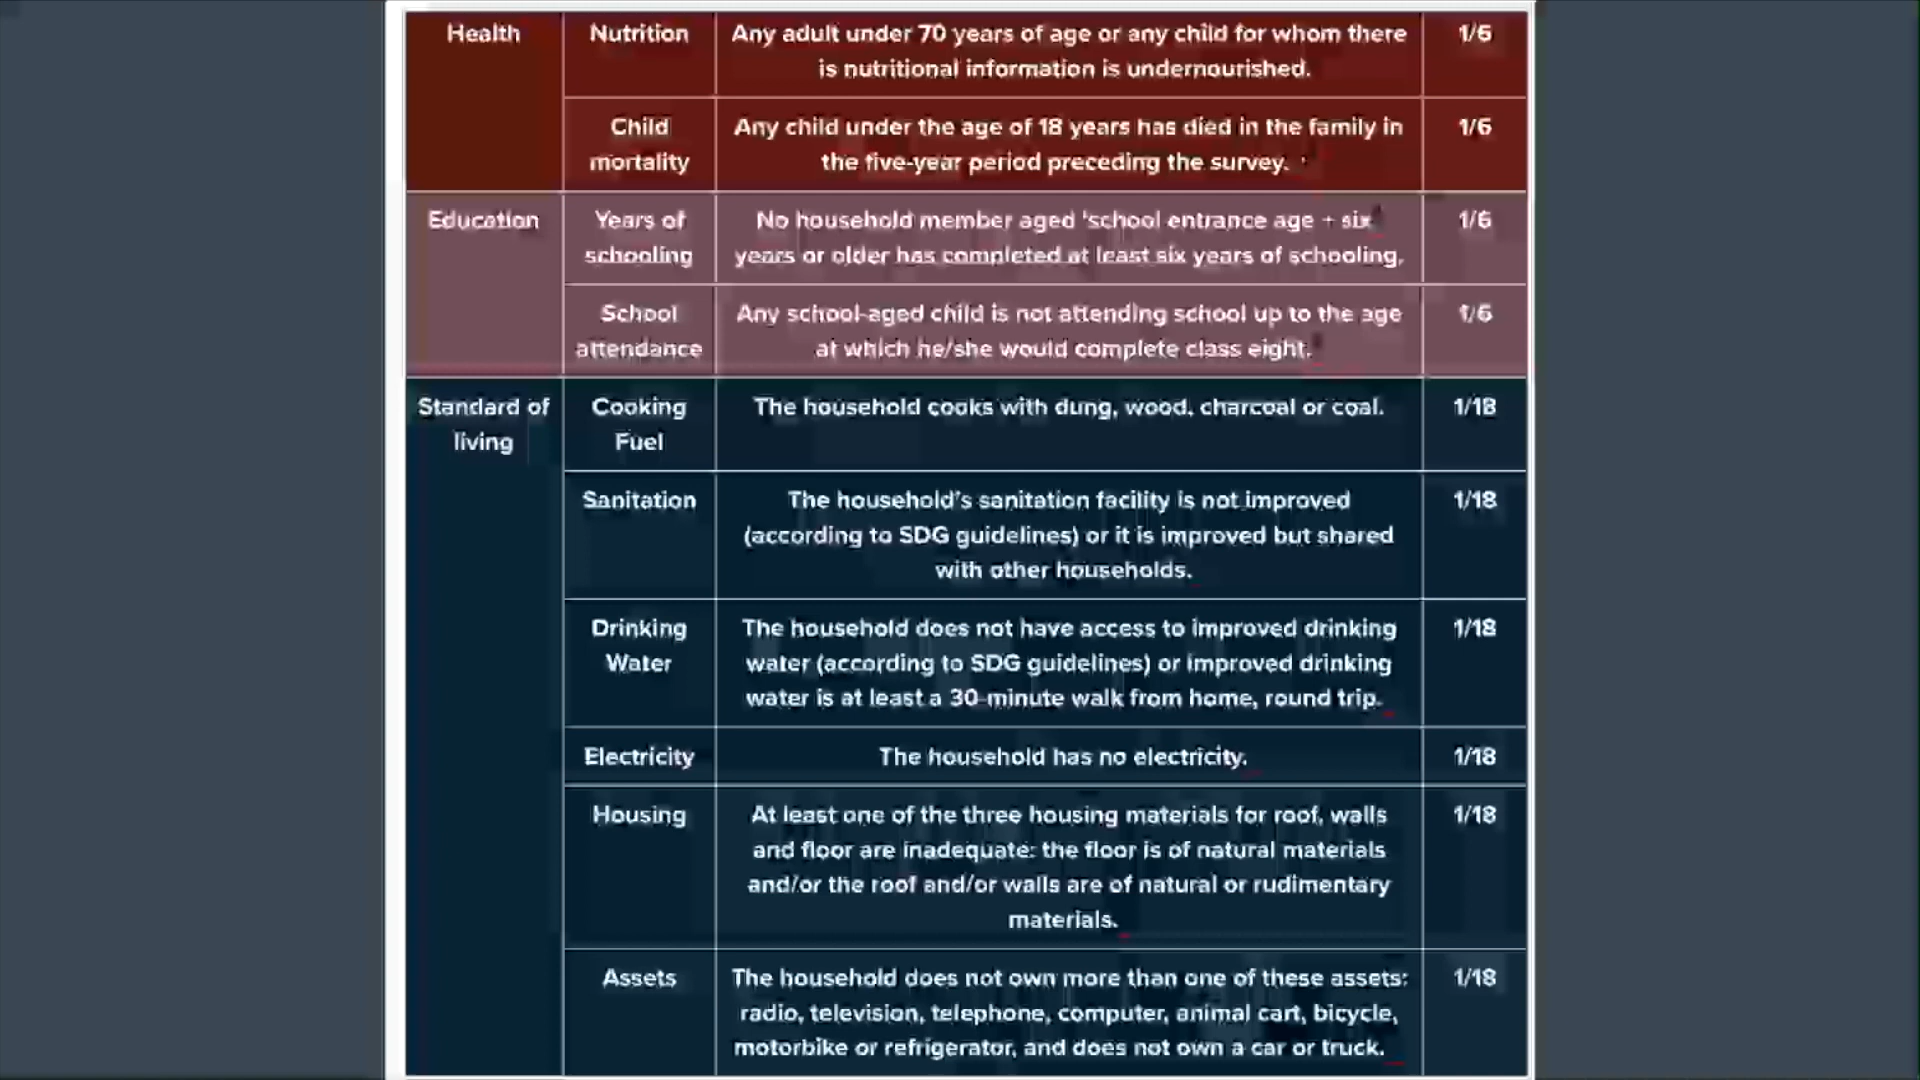 Health
Nutrition
Any adult under 70 years of age or any child for whom there
is nutritional information is undernourished.
1/6
Child
mortality
Any child under the age of 18 years has died in the family in
the five-year period preceding the survey.
1/6
Education
Years of
schooling
No household member aged ‘school entrance age + six’
years or older has completed at least six years of schooling.
1/6
School
attendance
Any school-aged child is not attending school up to the age
at which he/she would complete class eight.
1/6
Standard of
living
Cooking
Fuel
The household cooks with dung, wood, charcoal or coal.
1/18
Sanitation
The household’s sanitation facility is not improved
(according to SDG guidelines) or it is improved but shared
with other households.
1/18
Drinking
Water
The household does not have access to improved drinking
water (according to SDG guidelines) or improved drinking
water is at least a 30-minute walk from home, round trip.
1/18
Electricity
The household has no electricity.
1/18
Housing
At least one of the three housing materials for roof, walls
and floor are inadequate: the floor is of natural materials
and/or the roof and/or walls are of natural or rudimentary
materials.
1/18
Assets
The household does not own more than one of these assets:
radio, television, telephone, computer, animal cart, bicycle,
motorbike or refrigerator, and does not own a car or truck.
1/18